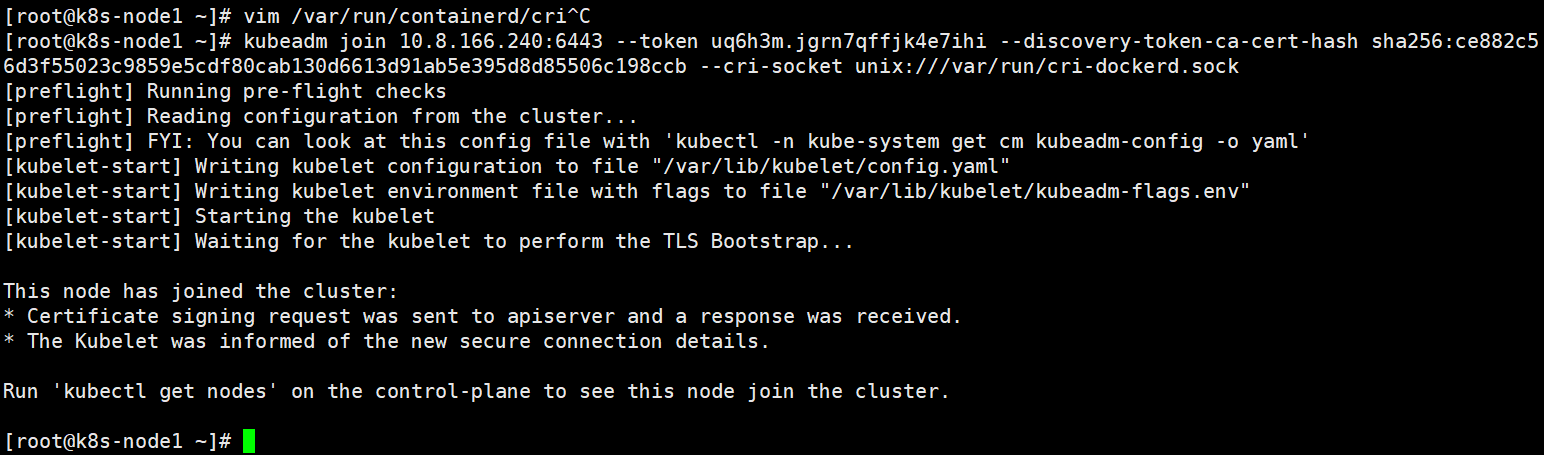 [root@k8s-node1 ~]# vim /var/run/containerd/cri^C
[root@k8s-node1 ~]# kubeadm join 10.8.166.240:6443 --token uq6h3m.jgrn7qffjk4e7ihi --discovery-token-ca-cert-hash sha256:ce882c5
6d3f55023c9859e5cdf80cab130d6613d91ab5e395d8d85506c198ccb --cri-socket unix:///var/run/cri-dockerd.sock
[preflight] Running pre-flight checks
[preflight] Reading configuration from the cluster...
[preflight] FYI: You can look at this config file with 'kubectl -n kube-system get cm kubeadm-config -o yaml'
[kubelet-start] Writing kubelet configuration to file "/var/lib/kubelet/config.yaml"
[kubelet-start] Writing kubelet environment file with flags to file "/var/lib/kubelet/kubeadm-flags.env"
[kubelet-start] Starting the kubelet
[kubelet-start] Waiting for the kubelet to perform the TLS Bootstrap...
This node has joined the cluster:
* Certificate signing request was sent to apiserver and a response was received.
* The Kubelet was informed of the new secure connection details.
Run 'kubectl get nodes' on the control-plane to see this node join the cluster.
[root@k8s-node1 ~]#